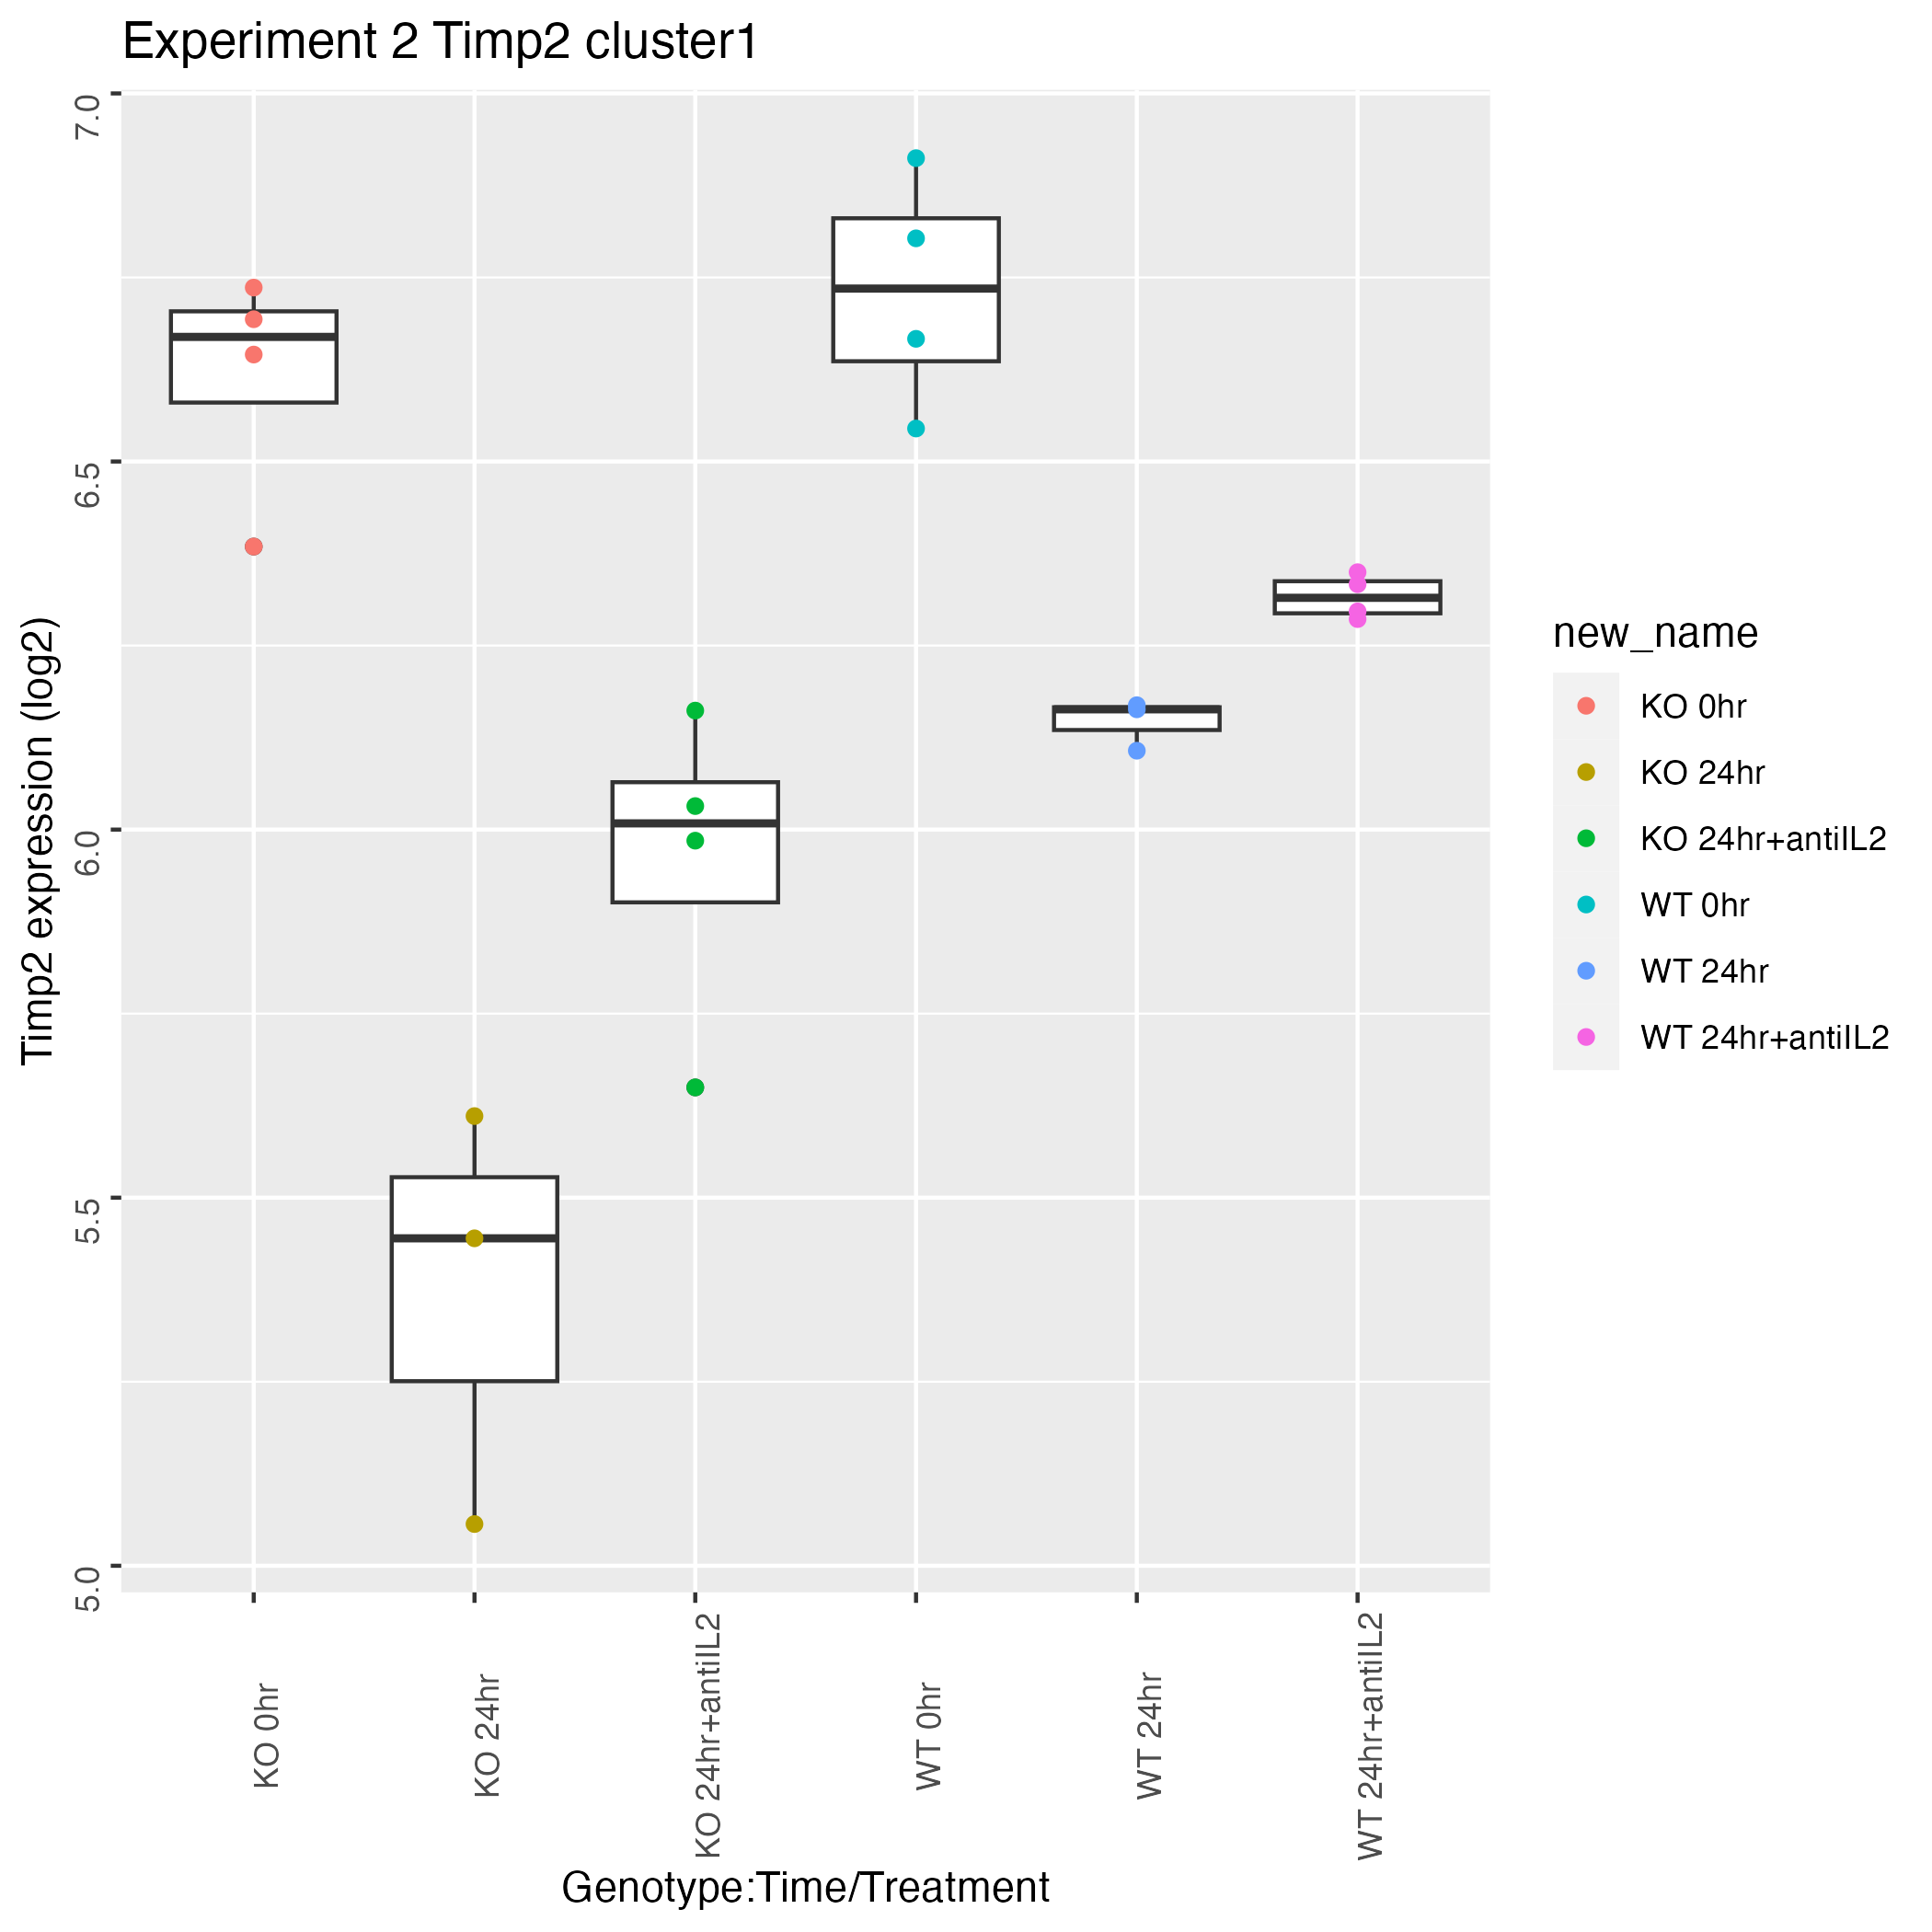 Experiment 2 Timp2 cluster1
Timp2 expression (log2)
7.0
6.5
6.0
5.5
5.0
KO 0hr
KO 24hr
KO 24hr+antiIL2
WT 0hr
WT 24hr
WT 24hr+antiIL2
Genotype:Time/Treatment
new_name
KO 0hr
KO 24hr
KO 24hr+antiIL2
WT 0hr
WT 24hr
WT 24hr+antiIL2